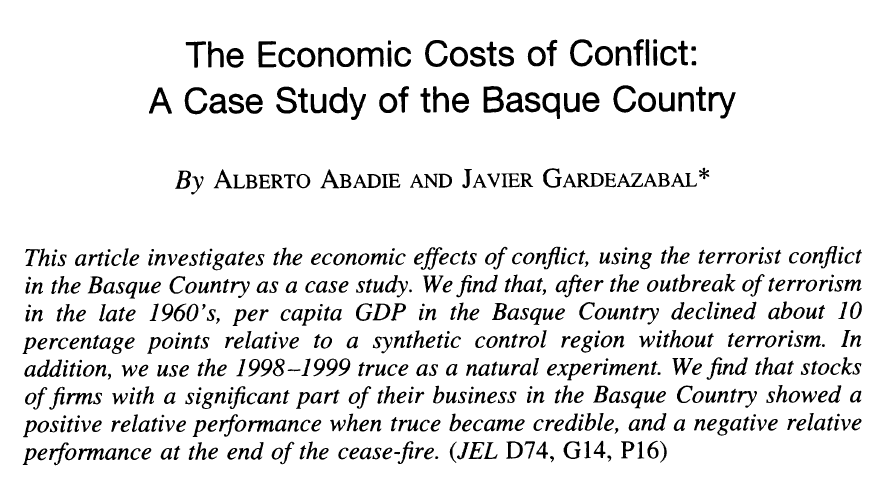 The Economic Costs of Conflict:
A Case Study of the Basque Country
By ALBERTO ABADIE AND JAVIER GARDEAZABAL*
This article investigates the economic effects of conflict, using the terrorist conflict
in the Basque Country as a case study. We find that, after the outbreak of terrorism
in the late 1960's, per capita GDP in the Basque Country declined about 10
percentage points relative to a synthetic control region without terrorism. In
addition, we use the 1998–1999 truce as a natural experiment. We find that stocks
of firms with a significant part of their business in the Basque Country showed a
positive relative performance when truce became credible, and a negative relative
performance at the end of the cease-fire. (JEL D74, G14, P16)